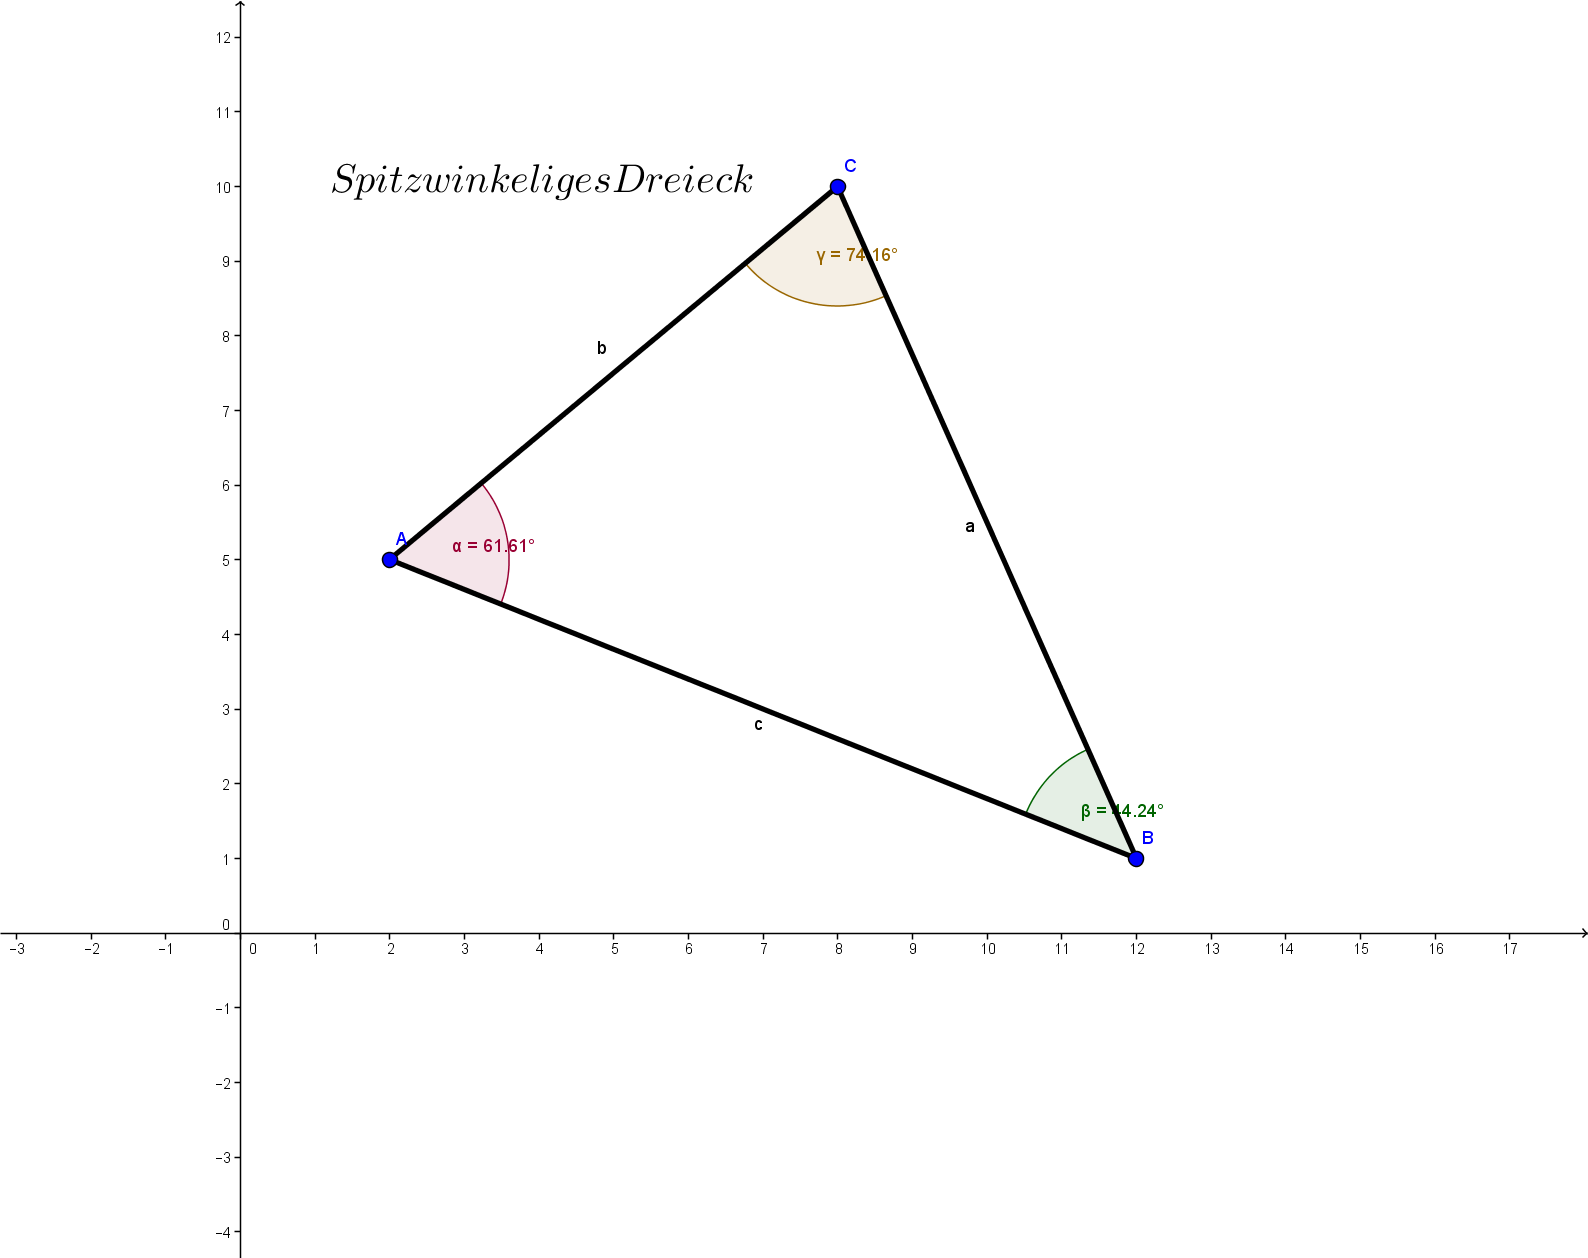 12
11
C
SpitzwinkeligesDreieck
10
γ = 74.16°
9
b
8
7
6
a
A
α = 61.61°
5
4
3
c
2
β = 44.24°
B
1
0
–3 –2 –1 0 1 2 3 4 5 6 7 8 9 10 11 12 13 14 15 16 17
–1
–2
–3
–4